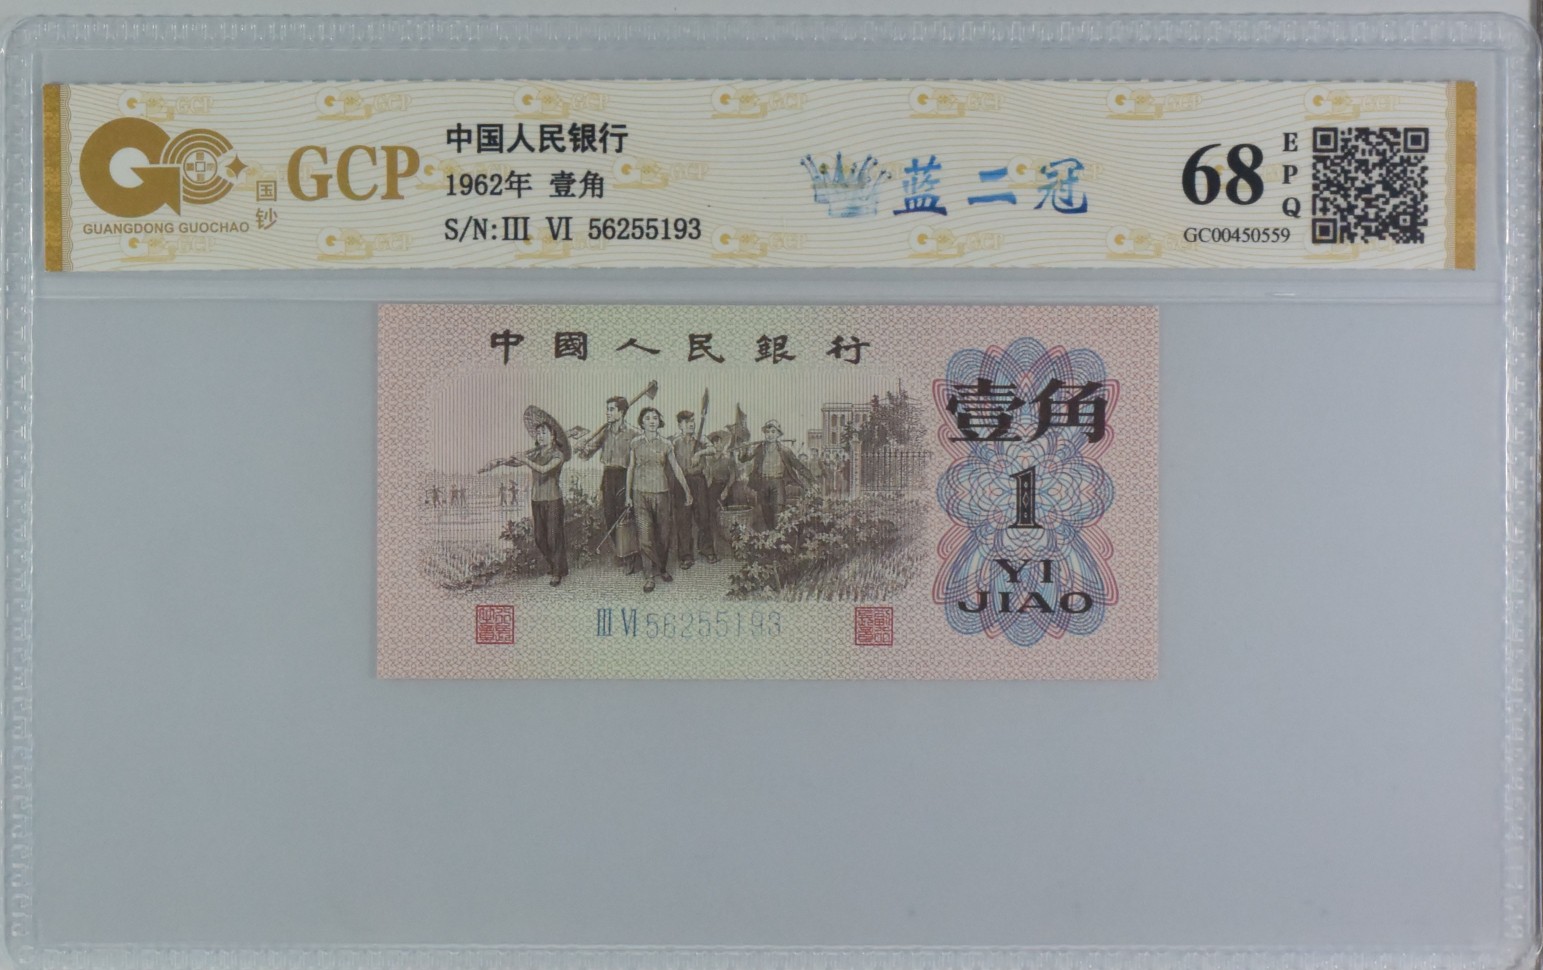 GCP
国钞
GUANGDONG GUOCHAO
中国人民银行
1962年 壹角
S/N:Ⅲ Ⅵ 56255193
蓝二冠
68
EPQ
GC00450559
中國人民銀行
壹角
1
YI
JIAO
Ⅲ Ⅵ 56255193